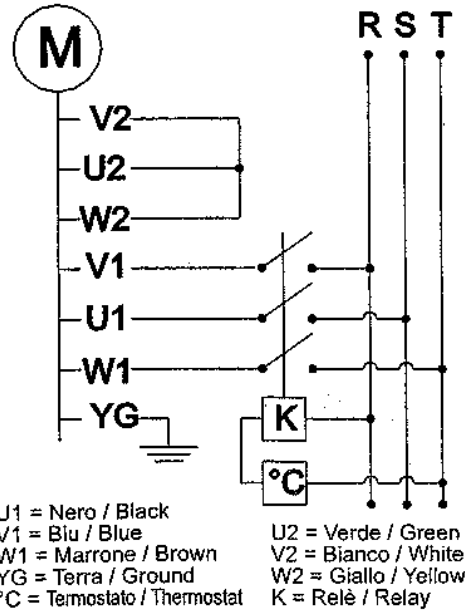 M
R S T
V2
U2
W2
V1
U1
W1
YG
K
°C
U1 = Nero / Black
V1 = Blu / Blue
W1 = Marrone / Brown
YG = Terra / Ground
°C = Termostato / Thermostat
U2 = Verde / Green
V2 = Bianco / White
W2 = Giallo / Yellow
K = Relè / Relay